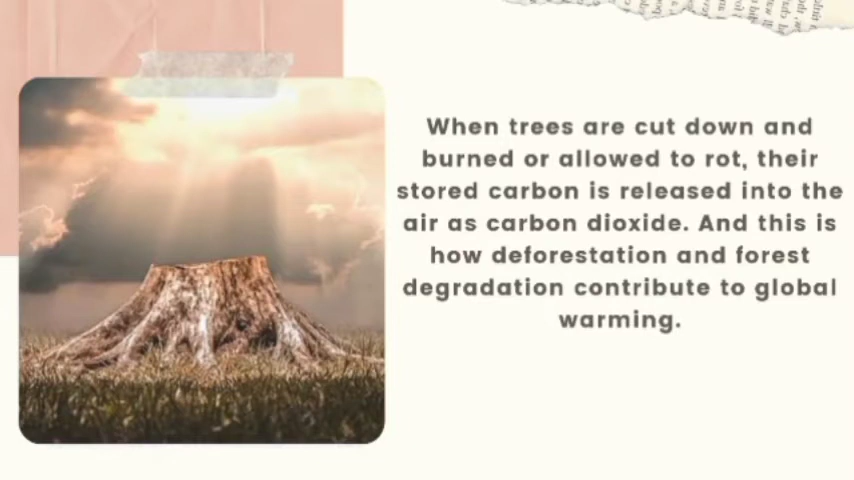 When trees are cut down and
burned or allowed to rot, their
stored carbon is released into the
air as carbon dioxide. And this is
how deforestation and forest
degradation contribute to global
warming.